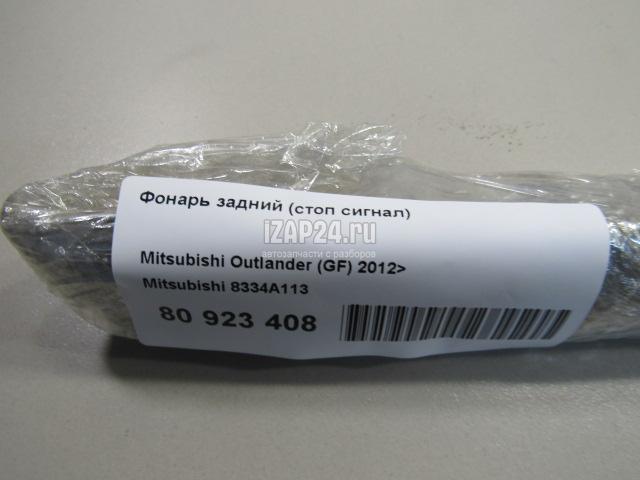 Фонарь задний (стоп сигнал)
iZAP24.ru
автозапчасти с разборов
Mitsubishi Outlander (GF) 2012>
Mitsubishi 8334A113
80 923 408